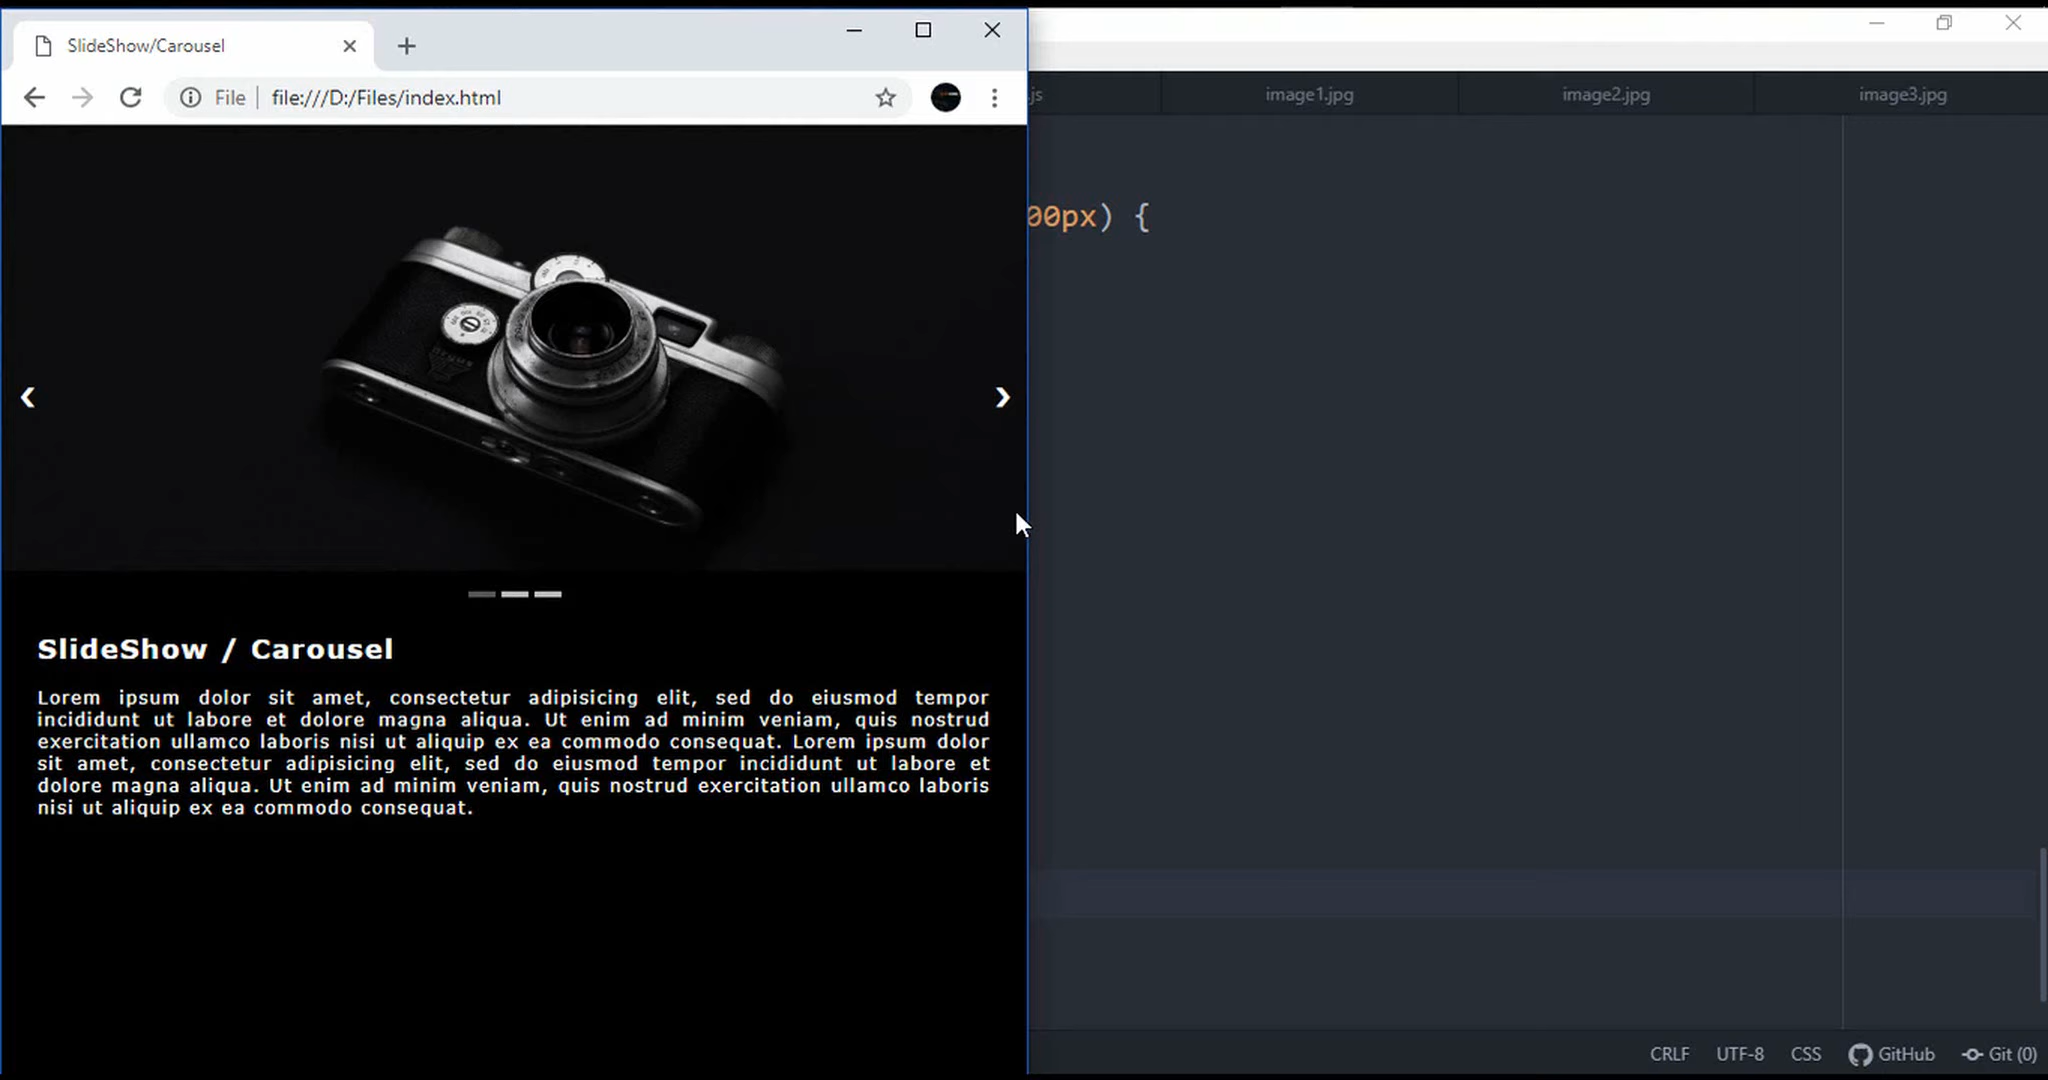 SlideShow/Carousel
File
file:///D:/Files/index.html
.js
image1.jpg
image2.jpg
image3.jpg
00px) {
SlideShow / Carousel
Lorem ipsum dolor sit amet, consectetur adipisicing elit, sed do eiusmod tempor
incididunt ut labore et dolore magna aliqua. Ut enim ad minim veniam, quis nostrud
exercitation ullamco laboris nisi ut aliquip ex ea commodo consequat. Lorem ipsum dolor
sit amet, consectetur adipisicing elit, sed do eiusmod tempor incididunt ut labore et
dolore magna aliqua. Ut enim ad minim veniam, quis nostrud exercitation ullamco laboris
nisi ut aliquip ex ea commodo consequat.
CRLF
UTF-8
CSS
GitHub
Git (0)